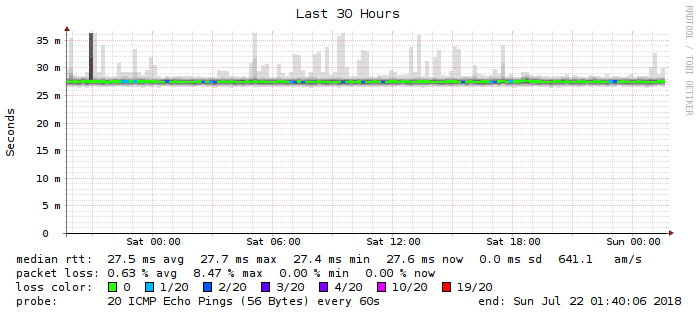 Last 30 Hours
RRDTOOL / TOBI OETIKER
Seconds
35 m
30 m
25 m
20 m
15 m
10 m
5 m
0
Sat 00:00 Sat 06:00 Sat 12:00 Sat 18:00 Sun 00:00
median rtt: 27.5 ms avg 27.7 ms max 27.4 ms min 27.6 ms now 0.0 ms sd 641.1 am/s
packet loss: 0.63 % avg 8.47 % max 0.00 % min 0.00 % now
loss color: 0 1/20 2/20 3/20 4/20 10/20 19/20
probe: 20 ICMP Echo Pings (56 Bytes) every 60s end: Sun Jul 22 01:40:06 2018